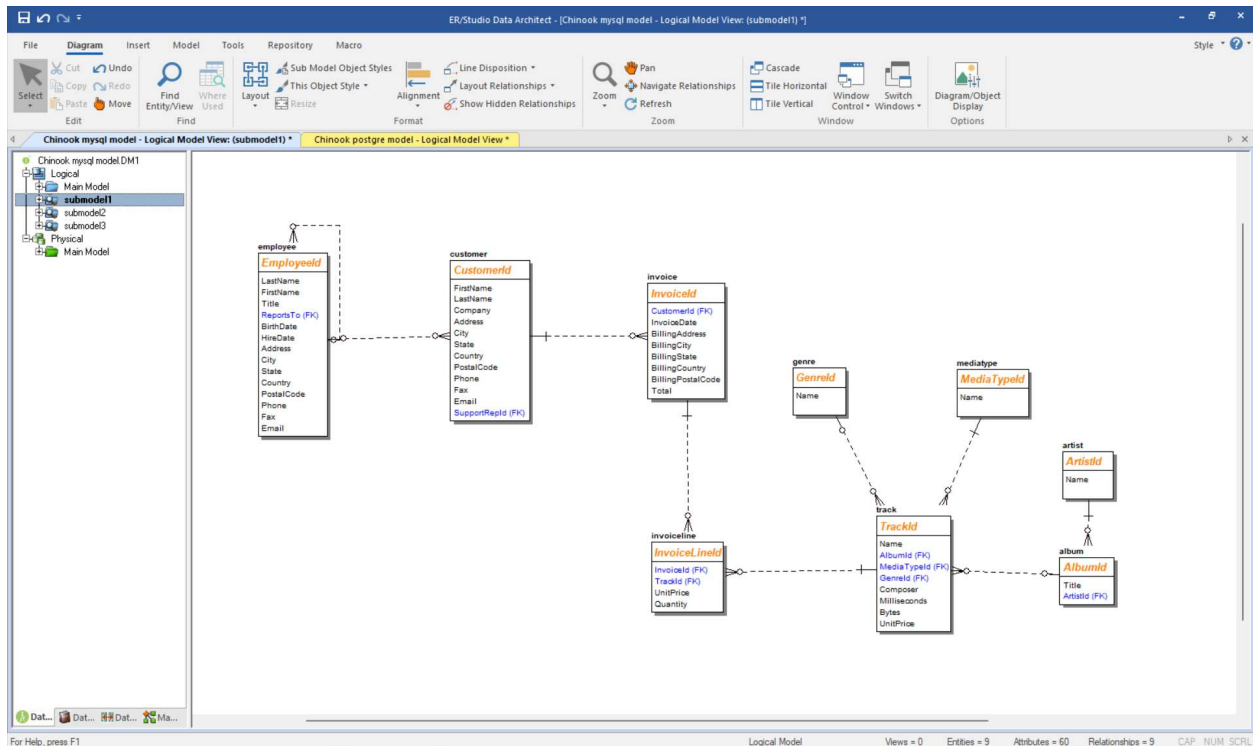 ER/Studio Data Architect - [Chinook mysql model - Logical Model View: (submodel1) *]
File Diagram Insert Model Tools Repository Macro Style
Select
Cut Undo
Copy Redo
Paste Move
Edit
Find Entity/View
Where Used
Find
Layout
Sub Model Object Styles
This Object Style
Resize
Alignment
Line Disposition
Layout Relationships
Show Hidden Relationships
Format
Zoom
Pan
Navigate Relationships
Refresh
Zoom
Cascade
Tile Horizontal
Tile Vertical
Window Control
Switch Windows
Window
Diagram/Object Display
Options
Chinook mysql model - Logical Model View: (submodel1) * Chinook postgre model - Logical Model View *
Chinook mysql model.DM1
Logical
Main Model
submodel1
submodel2
submodel3
Physical
Main Model
employee
EmployeeId
LastName
FirstName
Title
ReportsTo (FK)
BirthDate
HireDate
Address
City
State
Country
PostalCode
Phone
Fax
Email
customer
CustomerId
FirstName
LastName
Company
Address
City
State
Country
PostalCode
Phone
Fax
Email
SupportRepId (FK)
invoice
InvoiceId
CustomerId (FK)
InvoiceDate
BillingAddress
BillingCity
BillingState
BillingCountry
BillingPostalCode
Total
genre
GenreId
Name
mediatype
MediaTypeId
Name
artist
ArtistId
Name
invoiceline
InvoiceLineId
InvoiceId (FK)
TrackId (FK)
UnitPrice
Quantity
track
TrackId
Name
AlbumId (FK)
MediaTypeId (FK)
GenreId (FK)
Composer
Milliseconds
Bytes
UnitPrice
album
AlbumId
Title
ArtistId (FK)
Dat... Dat... Dat... Ma...
For Help, press F1 Logical Model Views = 0 Entities = 9 Attributes = 60 Relationships = 9 CAP NUM SCRL